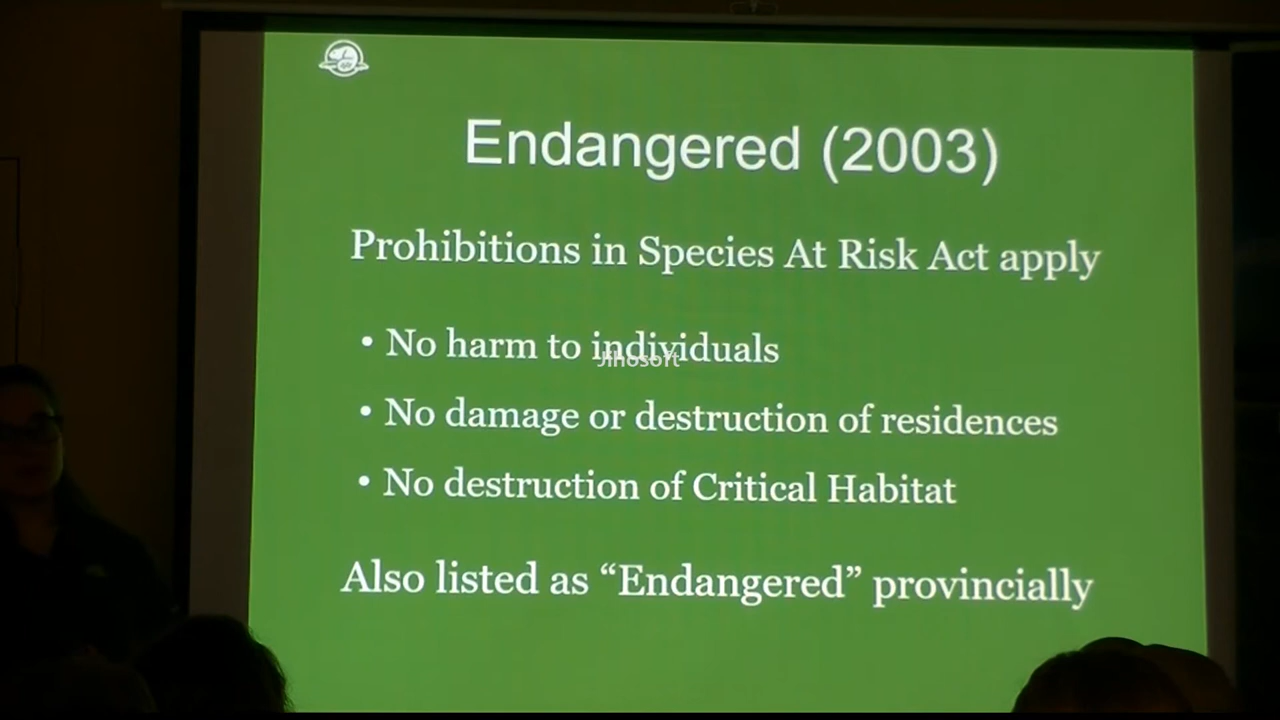 Endangered (2003)
Prohibitions in Species At Risk Act apply
• No harm to individuals
Jihosoft
• No damage or destruction of residences
• No destruction of Critical Habitat
Also listed as “Endangered” provincially